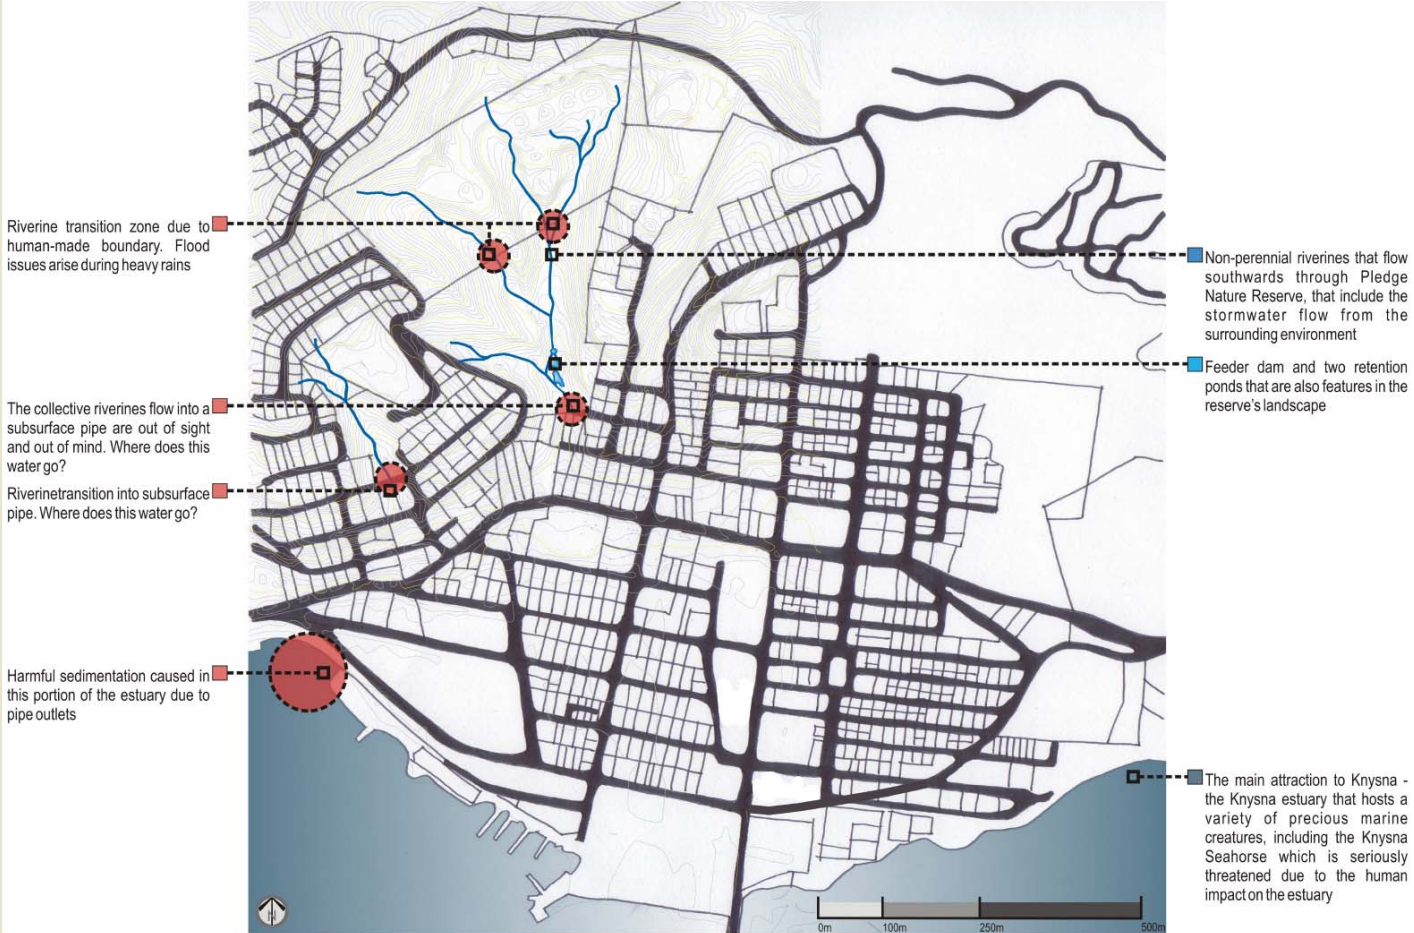 Riverine transition zone due to
human-made boundary. Flood
issues arise during heavy rains
The collective riverines flow into a
subsurface pipe are out of sight
and out of mind. Where does this
water go?
Riverinetransition into subsurface
pipe. Where does this water go?
Harmful sedimentation caused in
this portion of the estuary due to
pipe outlets
Non-perennial riverines that flow
southwards through Pledge
Nature Reserve, that include the
stormwater flow from the
surrounding environment
Feeder dam and two retention
ponds that are also features in the
reserve's landscape
The main attraction to Knysna -
the Knysna estuary that hosts a
variety of precious marine
creatures, including the Knysna
Seahorse which is seriously
threatened due to the human
impact on the estuary
N
0m 100m 250m 500m